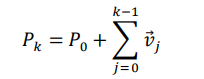 P_k = P_0 + \sum_{j=0}^{k-1} \vec{v}_j